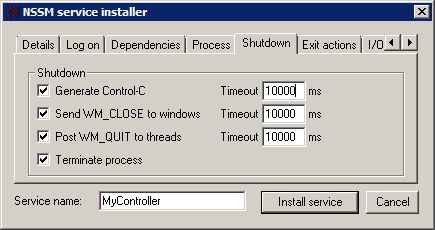 NSSM service installer
Details Log on Dependencies Process Shutdown Exit actions I/O
Shutdown
Generate Control-C Timeout 10000 ms
Send WM_CLOSE to windows Timeout 10000 ms
Post WM_QUIT to threads Timeout 10000 ms
Terminate process
Service name: MyController Install service Cancel